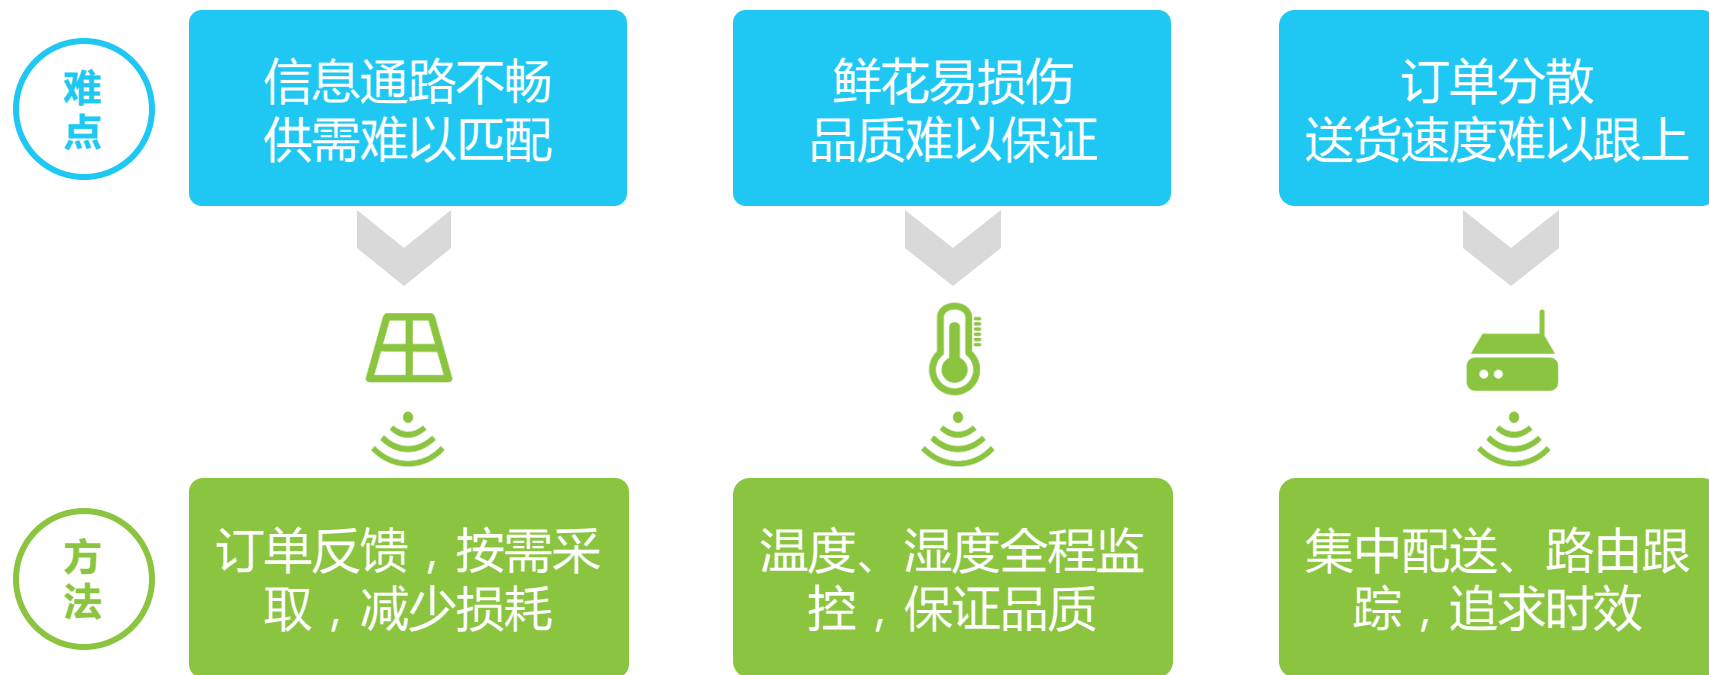 难
点
信息通路不畅
供需难以匹配
鲜花易损伤
品质难以保证
订单分散
送货速度难以跟上
方
法
订单反馈，按需采
取，减少损耗
温度、湿度全程监
控，保证品质
集中配送、路由跟
踪，追求时效